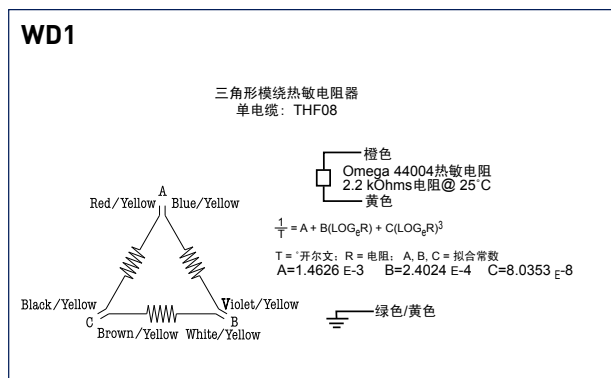 WD1
三角形模绕热敏电阻器
单电缆：THF08
橙色
Omega 44004热敏电阻
2.2 kOhms电阻@ 25°C
黄色
A
Red/Yellow Blue/Yellow
1/T = A + B(LOGeR) + C(LOGeR)³
T = °开尔文; R = 电阻; A, B, C = 拟合常数
A=1.4626 E-3 B=2.4024 E-4 C=8.0353 E-8
Black/Yellow Violet/Yellow
C B
Brown/Yellow White/Yellow
绿色/黄色